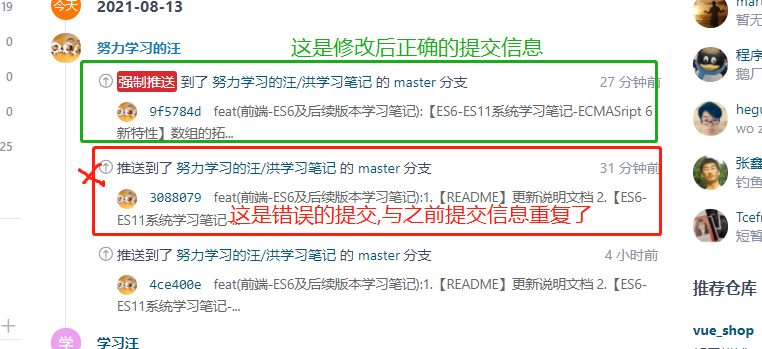 19
今天 2021-08-13
mart
暂无
0
努力学习的汪
这是修改后正确的提交信息
程序
鹅厂
0
强制推送 到了 努力学习的汪/洪学习笔记 的 master 分支 27 分钟前
0
9f5784d feat(前端-ES6及后续版本学习笔记):【ES6-ES11系统学习笔记-ECMASript 6
新特性】数组的拓...
hegu
wo z
25
推送到了 努力学习的汪/洪学习笔记 的 master 分支 31 分钟前
张鑫
钓鱼
3088079 feat(前端-ES6及后续版本学习笔记):1.【README】更新说明文档 2.【ES6-
ES11系统学习笔记-...
这是错误的提交,与之前提交信息重复了
Tcefr
短暂
推送到了 努力学习的汪/洪学习笔记 的 master 分支 4 小时前
4ce400e feat(前端-ES6及后续版本学习笔记):1.【README】更新说明文档 2.【ES6-
ES11系统学习笔记-...
推荐仓库
vue_shop
学 学习汪